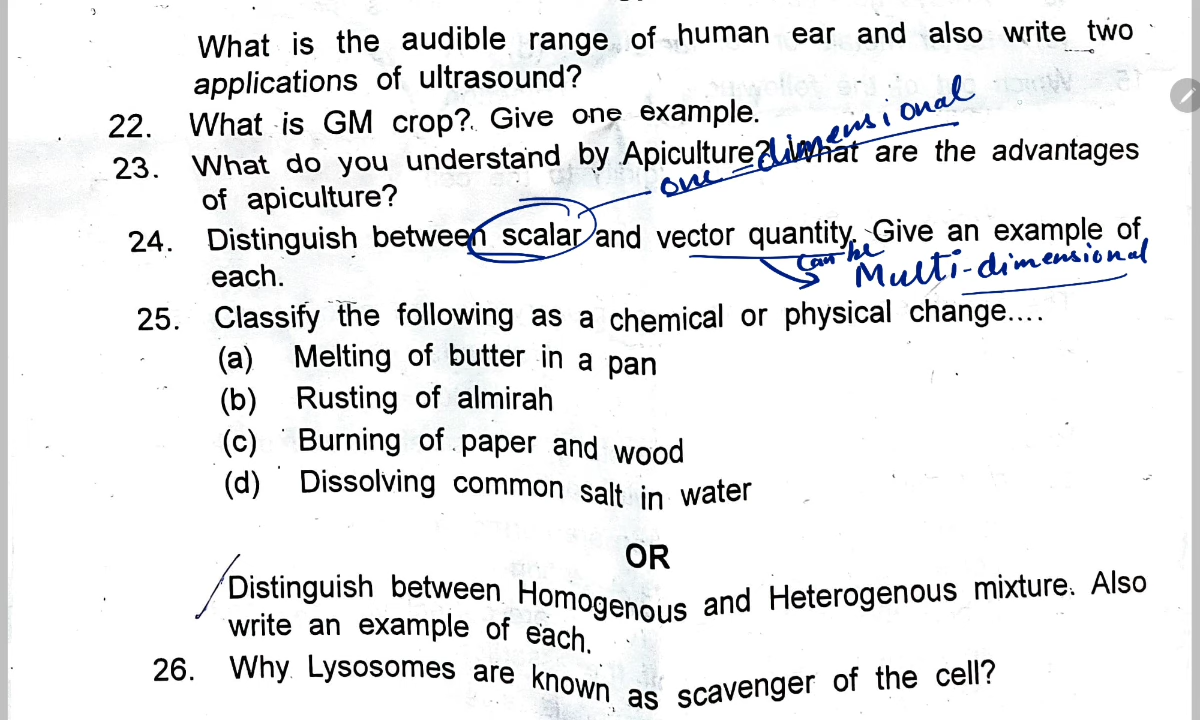 What is the audible range of human ear and also write two
applications of ultrasound?
22. What is GM crop? Give one example.
23. What do you understand by Apiculture? What are the advantages
of apiculture?
one-dimensional
24. Distinguish between scalar and vector quantity. Give an example of
each.
can be
Multi-dimensional
25. Classify the following as a chemical or physical change....
(a) Melting of butter in a pan
(b) Rusting of almirah
(c) Burning of paper and wood
(d) Dissolving common salt in water
OR
Distinguish between Homogenous and Heterogenous mixture. Also
write an example of each.
26. Why Lysosomes are known as scavenger of the cell?